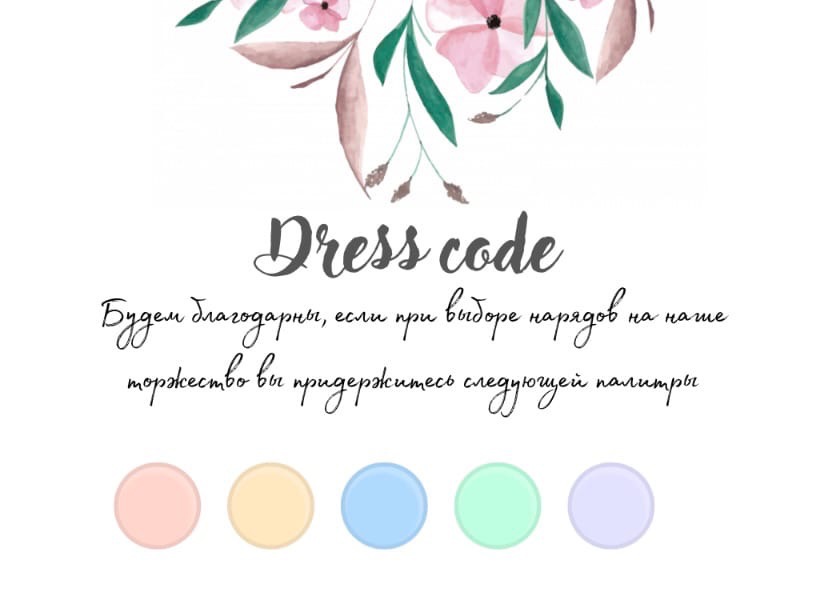 Dress code
Будем благодарны, если при выборе нарядов на наше
торжество вы придержитесь следующей палитры